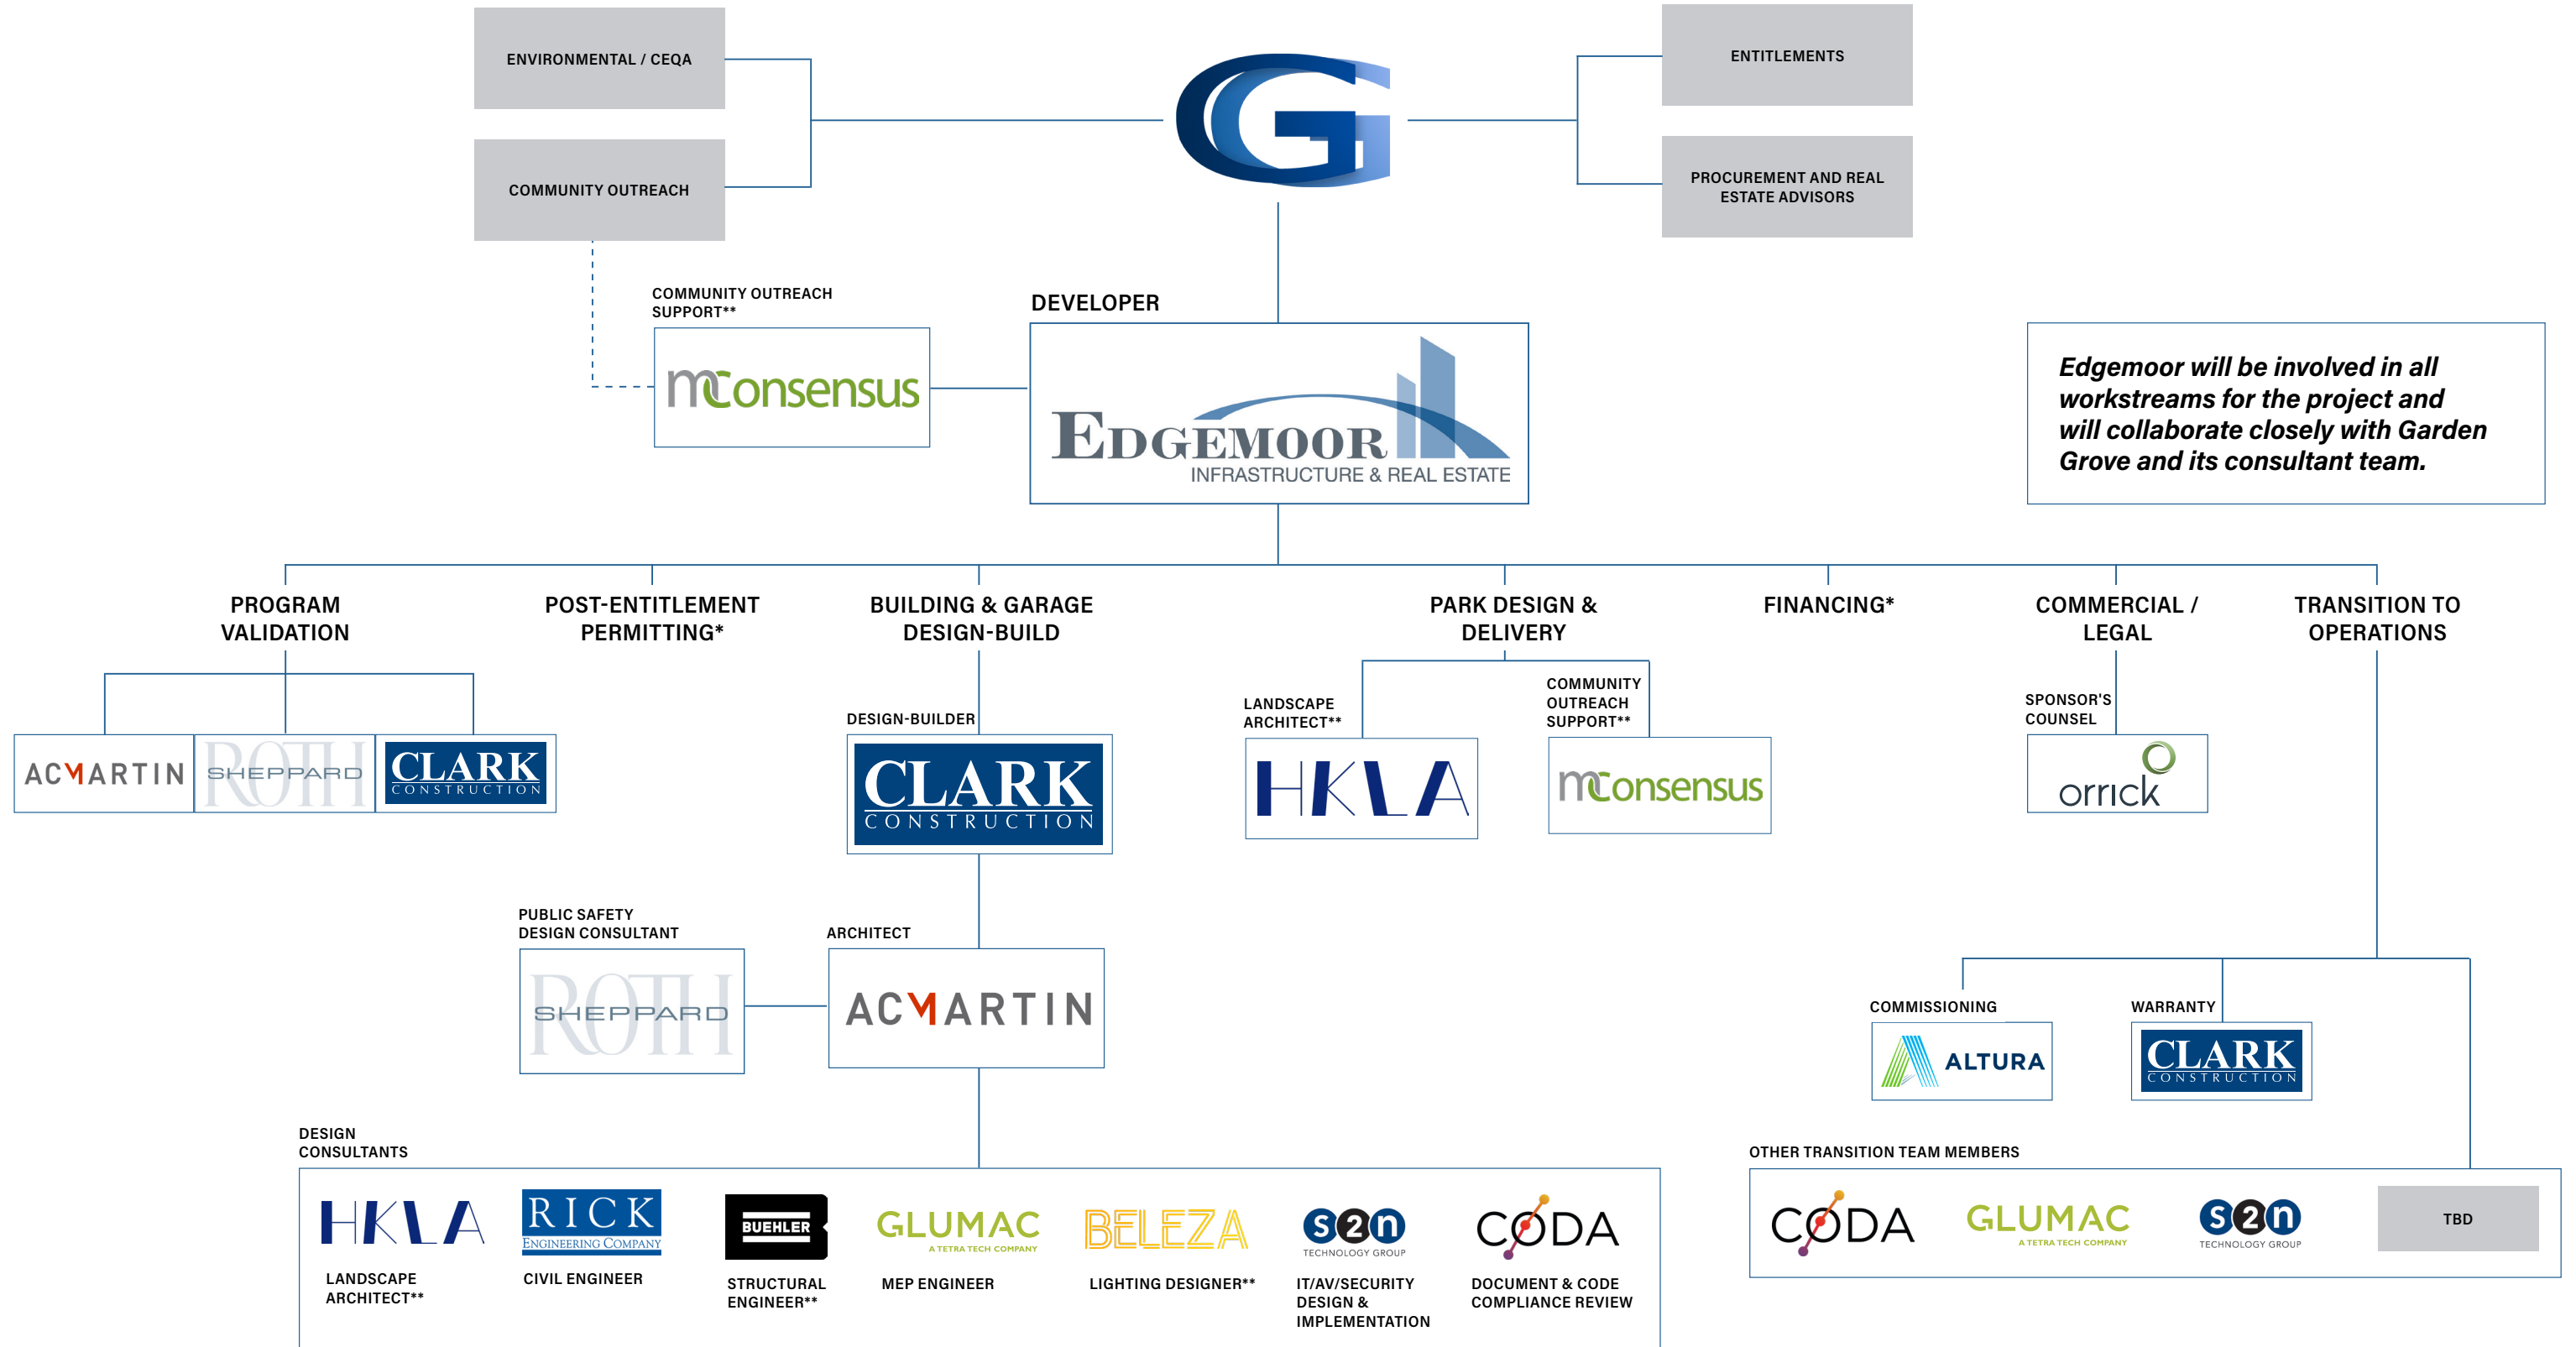 ENVIRONMENTAL / CEQA
COMMUNITY OUTREACH
GG
ENTITLEMENTS
PROCUREMENT AND REAL
ESTATE ADVISORS
COMMUNITY OUTREACH
SUPPORT**
mConsensus
DEVELOPER
EDGEMOOR
INFRASTRUCTURE & REAL ESTATE
Edgemoor will be involved in all
workstreams for the project and
will collaborate closely with Garden
Grove and its consultant team.
PROGRAM
VALIDATION
ACMARTIN
ROTH
SHEPPARD
CLARK
CONSTRUCTION
POST-ENTITLEMENT
PERMITTING*
BUILDING & GARAGE
DESIGN-BUILD
DESIGN-BUILDER
CLARK
CONSTRUCTION
PUBLIC SAFETY
DESIGN CONSULTANT
ROTH
SHEPPARD
ARCHITECT
ACMARTIN
DESIGN
CONSULTANTS
HKLA
LANDSCAPE
ARCHITECT**
RICK
ENGINEERING COMPANY
CIVIL ENGINEER
BUEHLER
STRUCTURAL
ENGINEER**
GLUMAC
A TETRA TECH COMPANY
MEP ENGINEER
BELEZA
LIGHTING DESIGNER**
s2n
TECHNOLOGY GROUP
IT/AV/SECURITY
DESIGN &
IMPLEMENTATION
CODA
DOCUMENT & CODE
COMPLIANCE REVIEW
PARK DESIGN &
DELIVERY
LANDSCAPE
ARCHITECT**
HKLA
COMMUNITY
OUTREACH
SUPPORT**
mConsensus
FINANCING*
COMMERCIAL /
LEGAL
SPONSOR'S
COUNSEL
orrick
TRANSITION TO
OPERATIONS
COMMISSIONING
ALTURA
WARRANTY
CLARK
CONSTRUCTION
OTHER TRANSITION TEAM MEMBERS
CODA
GLUMAC
A TETRA TECH COMPANY
s2n
TECHNOLOGY GROUP
TBD